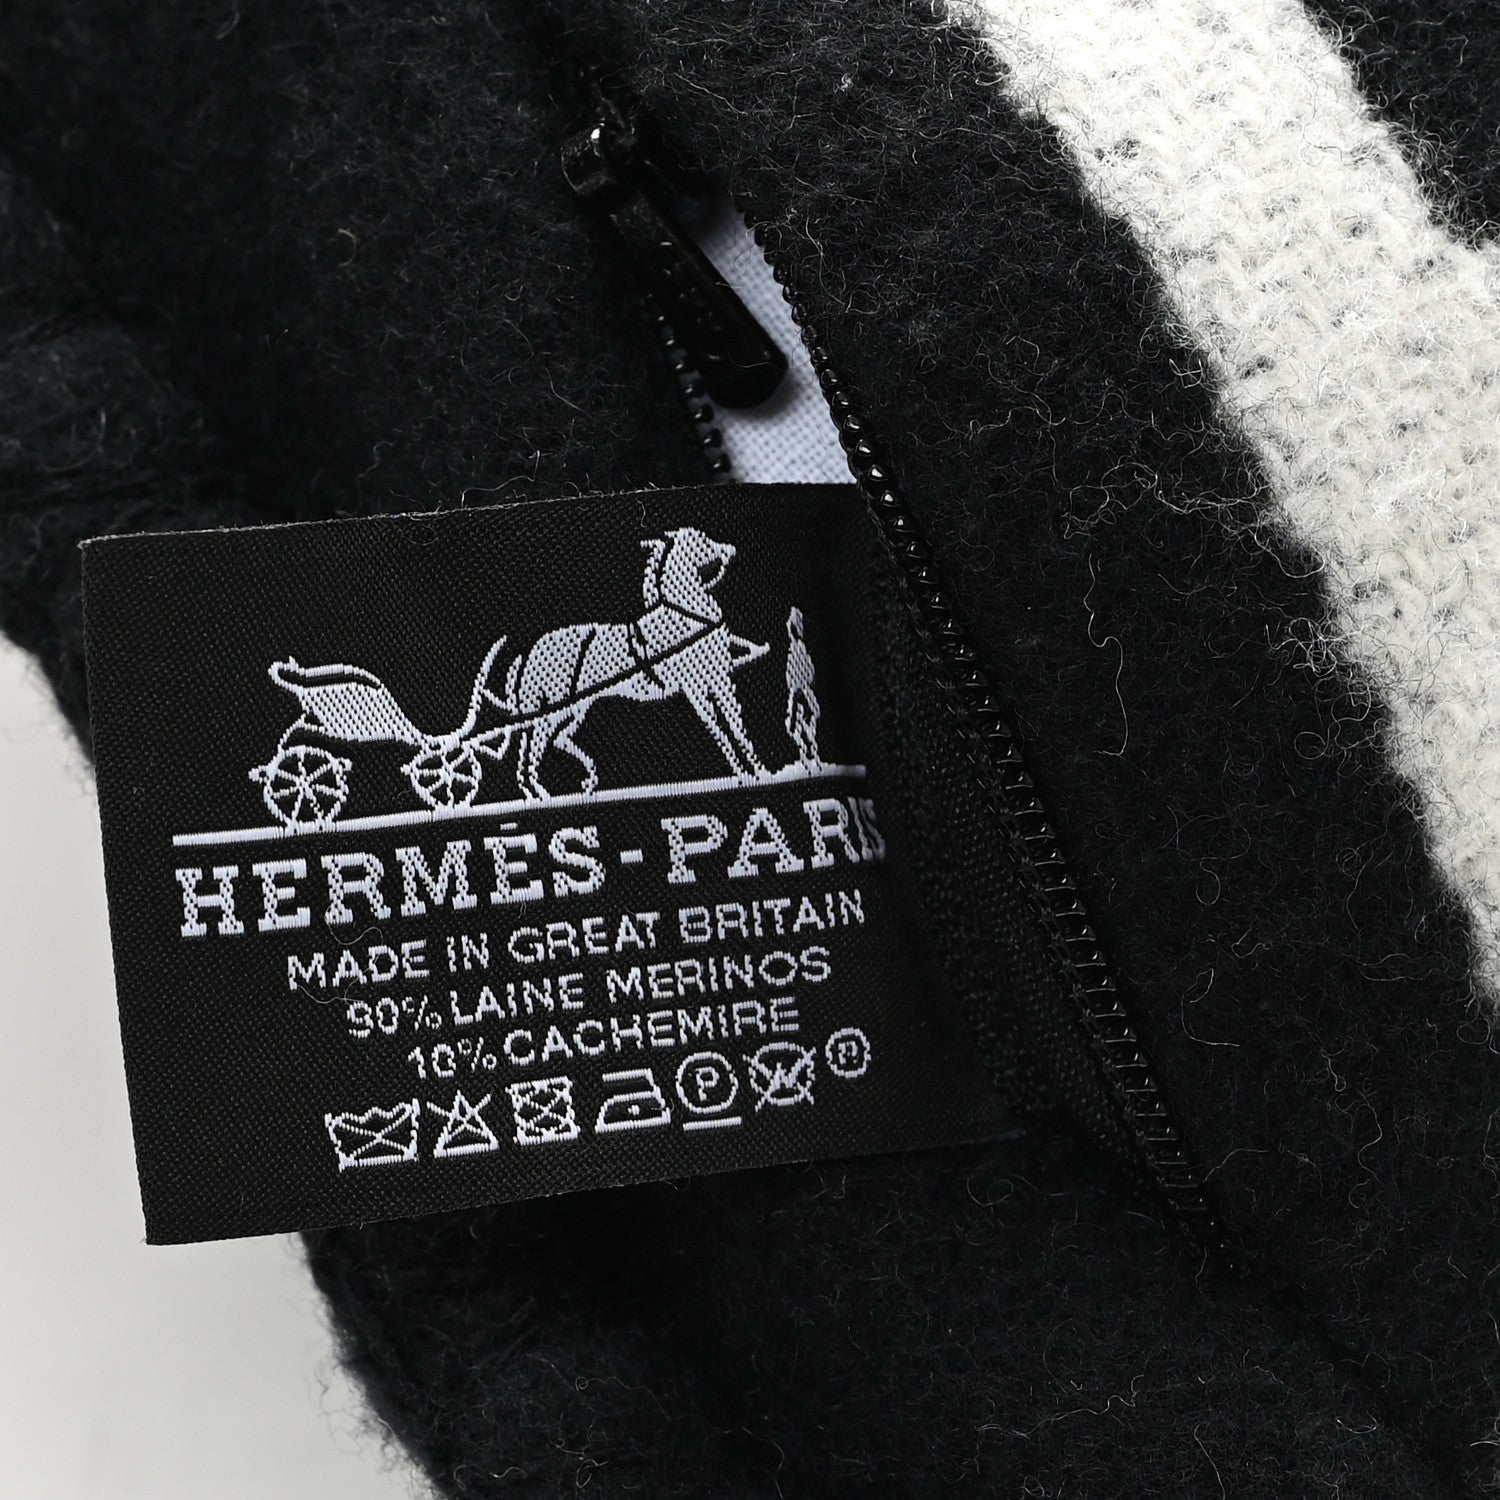 HERMÈS-PARIS
MADE IN GREAT BRITAIN
90% LAINE MERINOS
10% CACHEMIRE
P